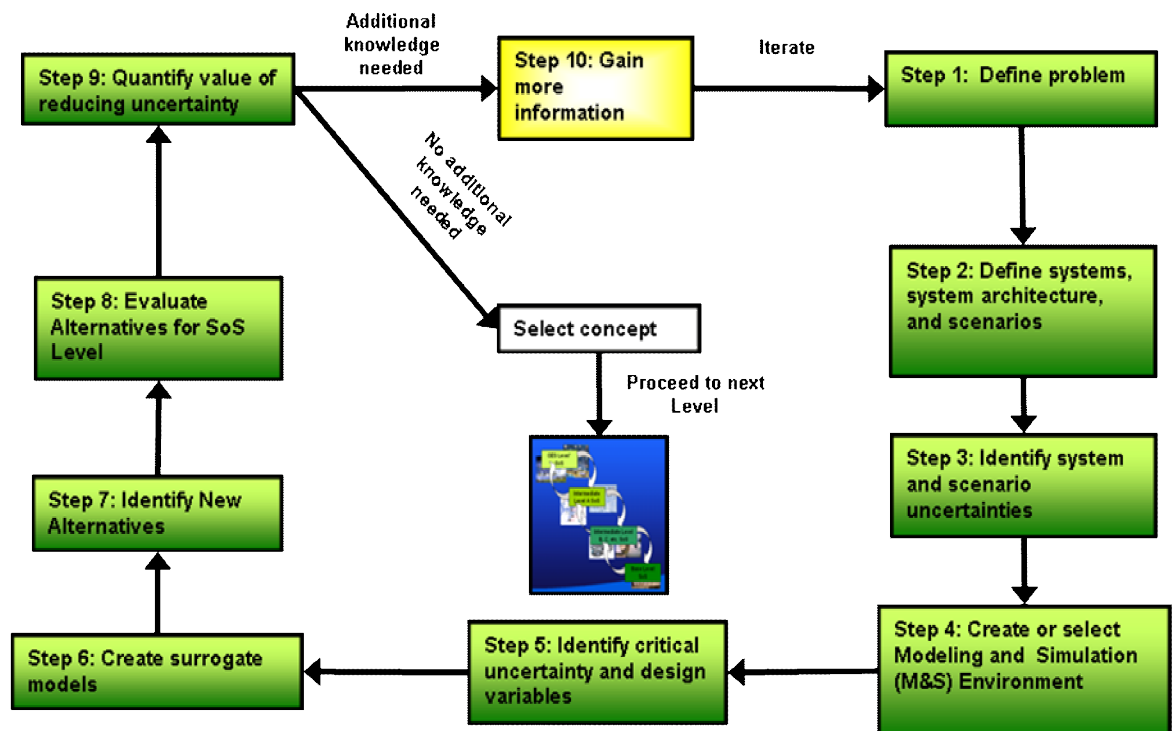 Step 1:  Define problem
Step 2: Define systems,
system architecture,
and scenarios
Step 3: Identify system
and scenario
uncertainties
Step 4: Create or select
Modeling and  Simulation
(M&S) Environment
Step 5: Identify critical
uncertainty and design
variables
Step 6: Create surrogate
models
Step 7: Identify New
Alternatives
Step 8: Evaluate
Alternatives for SoS
Level
Step 9: Quantify value of
reducing uncertainty
Additional
knowledge
needed
Step 10: Gain
more
information
Iterate
No additional
knowledge
needed
Select concept
Proceed to next
Level
Intermediate
Intermediate Level